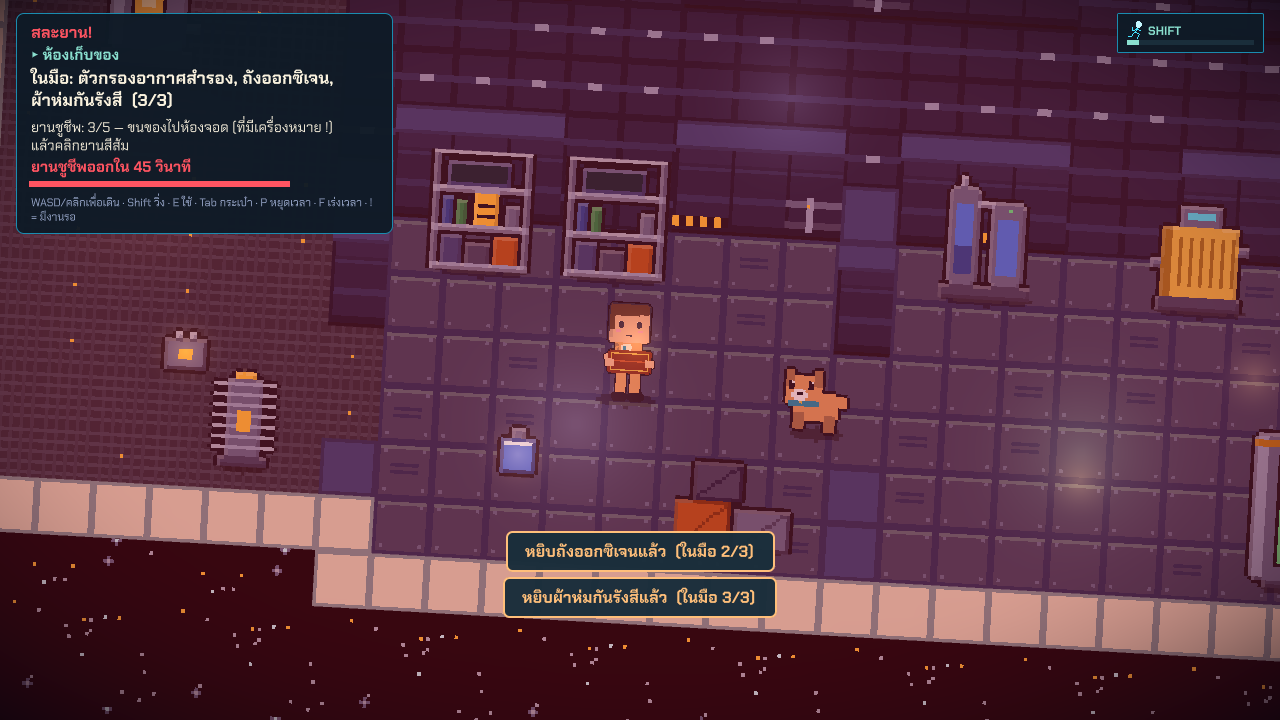 สละยาน!
▸ ห้องเก็บของ
ในมือ: ตัวกรองอากาศสำรอง, ถังออกซิเจน,
ผ้าห่มกันรังสี (3/3)
ยานชูชีพ: 3/5 — ขนของไปห้องจอด (ที่มีเครื่องหมาย !)
แล้วคลิกยานสีส้ม
ยานชูชีพออกใน 45 วินาที
WASD/คลิกเพื่อเดิน · Shift วิ่ง · E ใช้ · Tab กระเป๋า · P หยุดเวลา · F เร่งเวลา · !
= มีงานรอ
SHIFT
หยิบถังออกซิเจนแล้ว (ในมือ 2/3)
หยิบผ้าห่มกันรังสีแล้ว (ในมือ 3/3)